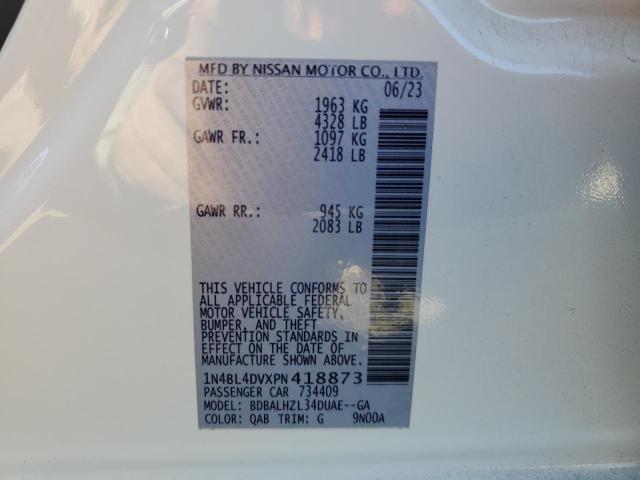 MFD BY NISSAN MOTOR CO., LTD.
DATE: 06/23
GVWR: 1963 KG
4328 LB
GAWR FR.: 1097 KG
2418 LB
GAWR RR.: 945 KG
2083 LB
THIS VEHICLE CONFORMS TO
ALL APPLICABLE FEDERAL
MOTOR VEHICLE SAFETY,
BUMPER, AND THEFT
PREVENTION STANDARDS IN
EFFECT ON THE DATE OF
MANUFACTURE SHOWN ABOVE.
1N4BL4DVXPN418873
PASSENGER CAR 734409
MODEL: BDBALHZL34DUAE--GA
COLOR: QAB TRIM: G 9N00A